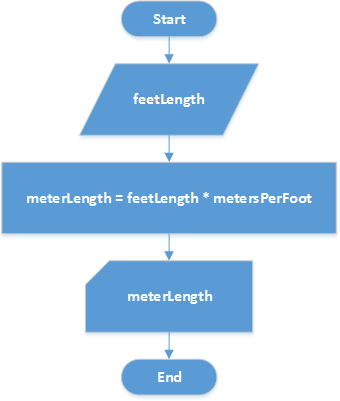 Start
feetLength
meterLength = feetLength * metersPerFoot
meterLength
End